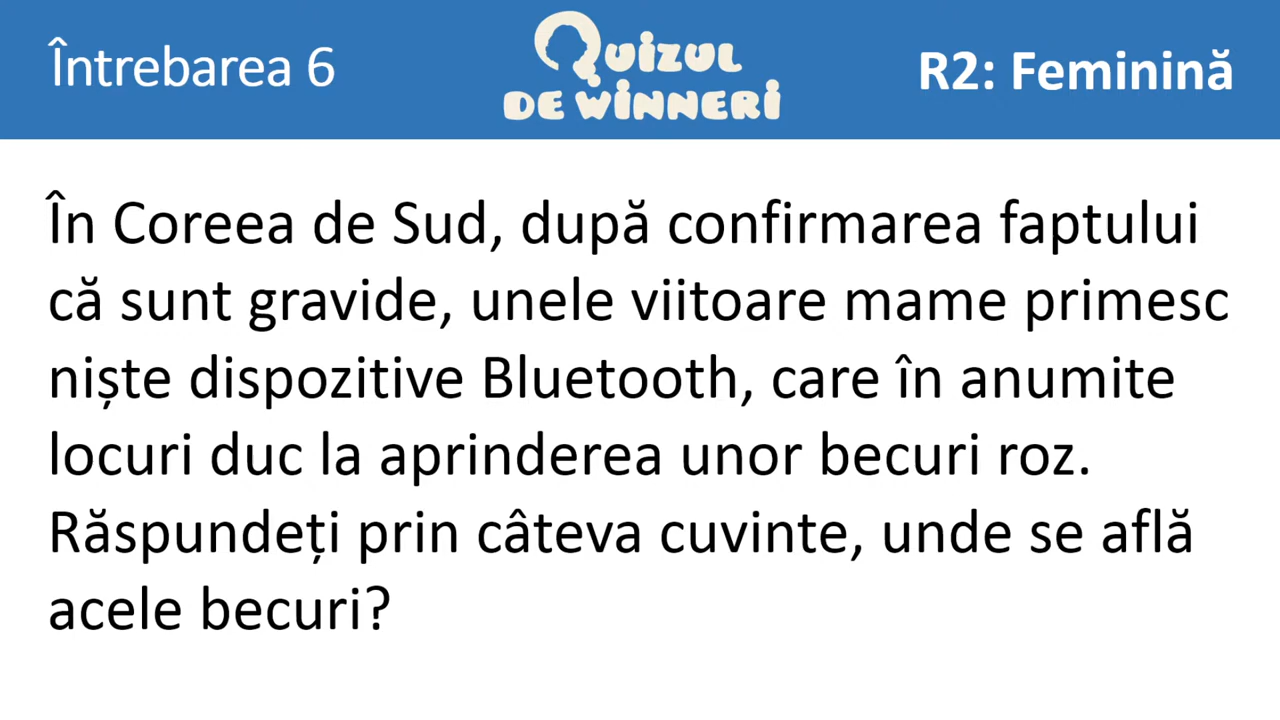 Întrebarea 6
QUIZUL
DE WINNERI
R2: Feminină
În Coreea de Sud, după confirmarea faptului
că sunt gravide, unele viitoare mame primesc
niște dispozitive Bluetooth, care în anumite
locuri duc la aprinderea unor becuri roz.
Răspundeți prin câteva cuvinte, unde se află
acele becuri?